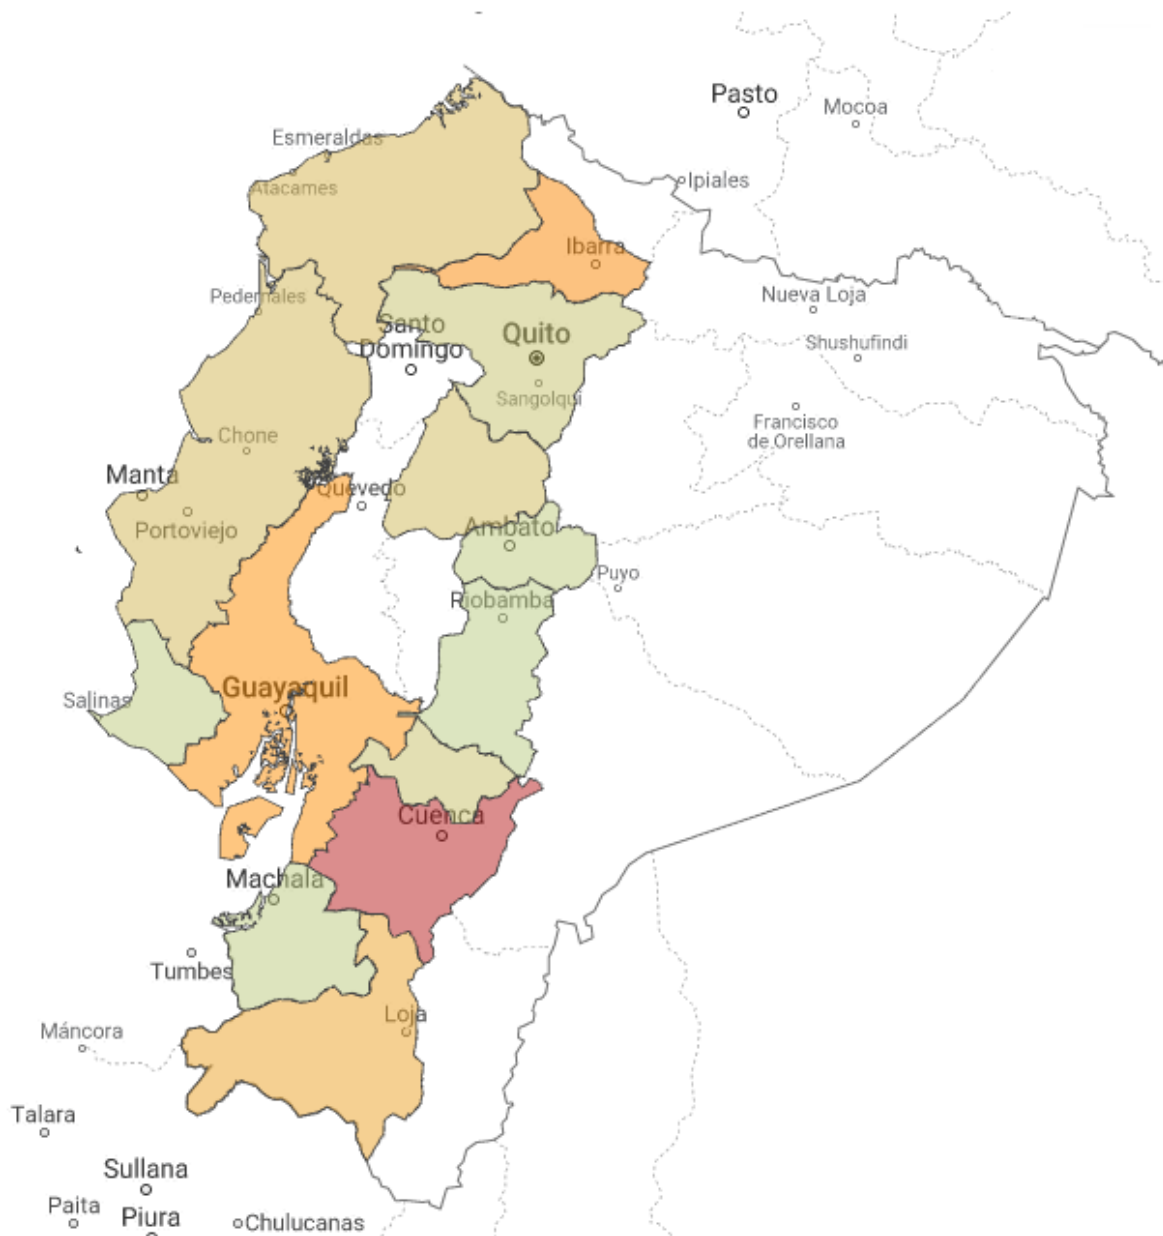 Pasto
Mocoa
Esmeraldas
Ipiales
Atacames
Ibarra
Nueva Loja
Pedernales
Santo
Domingo
Quito
Shushufindi
Sangolqui
Francisco
de Orellana
Chone
Manta
Quevedo
Portoviejo
Ambato
Puyo
Riobamba
Guayaquil
Salinas
Cuenca
Machala
Tumbes
Loja
Máncora
Talara
Sullana
Paita
Piura
Chulucanas